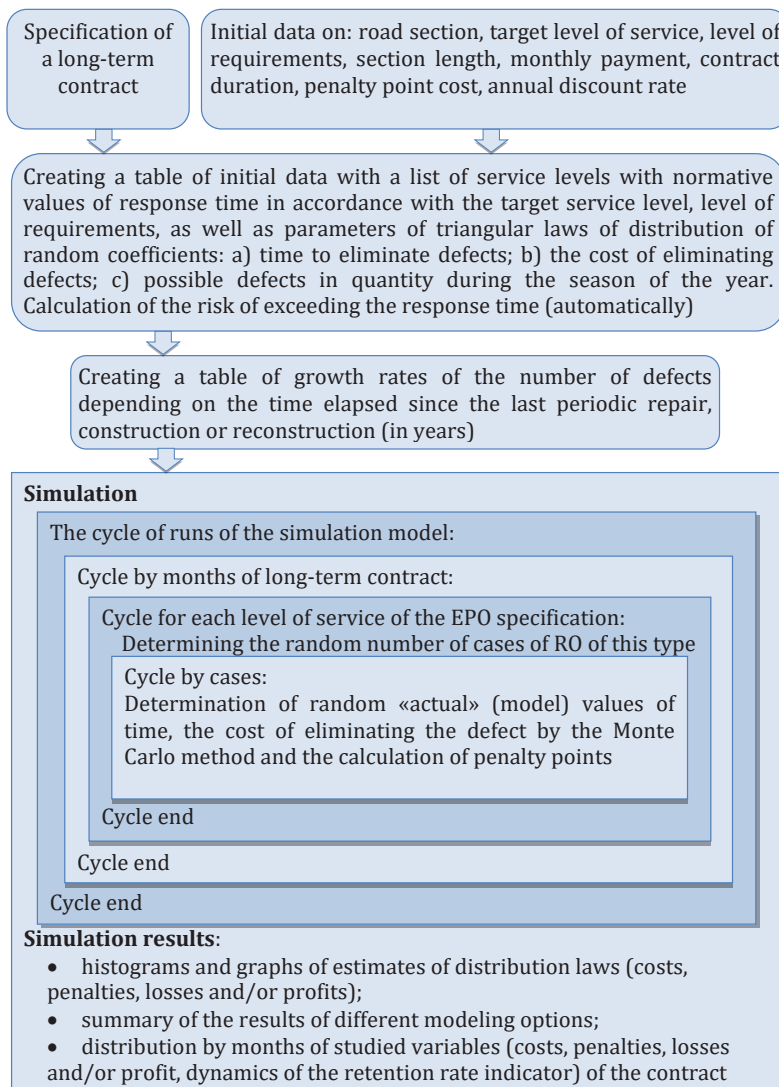 Specification of
a long-term
contract
Initial data on: road section, target level of service, level of
requirements, section length, monthly payment, contract
duration, penalty point cost, annual discount rate
Creating a table of initial data with a list of service levels with normative
values of response time in accordance with the target service level, level of
requirements, as well as parameters of triangular laws of distribution of
random coefficients: a) time to eliminate defects; b) the cost of eliminating
defects; c) possible defects in quantity during the season of the year.
Calculation of the risk of exceeding the response time (automatically)
Creating a table of growth rates of the number of defects
depending on the time elapsed since the last periodic repair,
construction or reconstruction (in years)
Simulation
The cycle of runs of the simulation model:
Cycle by months of long-term contract:
Cycle for each level of service of the EPO specification:
Determining the random number of cases of RO of this type
Cycle by cases:
Determination of random «actual» (model) values of
time, the cost of eliminating the defect by the Monte
Carlo method and the calculation of penalty points
Cycle end
Cycle end
Cycle end
Simulation results:
• histograms and graphs of estimates of distribution laws (costs,
penalties, losses and/or profits);
• summary of the results of different modeling options;
• distribution by months of studied variables (costs, penalties, losses
and/or profit, dynamics of the retention rate indicator) of the contract